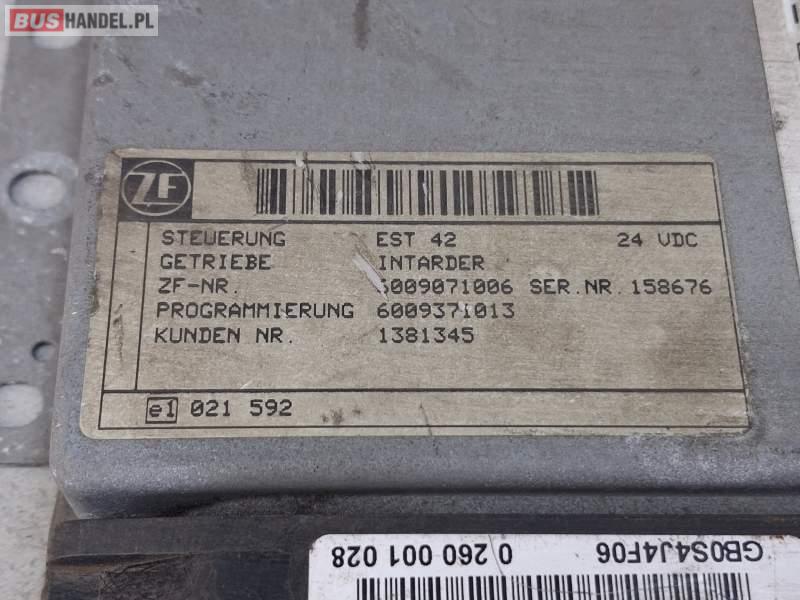 BUSHANDEL.PL
ZF
STEUERUNG EST 42 24 VDC
GETRIEBE INTARDER
ZF-NR. 6009071006 SER.NR.158676
PROGRAMMIERUNG 6009371013
KUNDEN NR. 1381345
e1 021 592
GB0S4J4F06 0 260 001 028